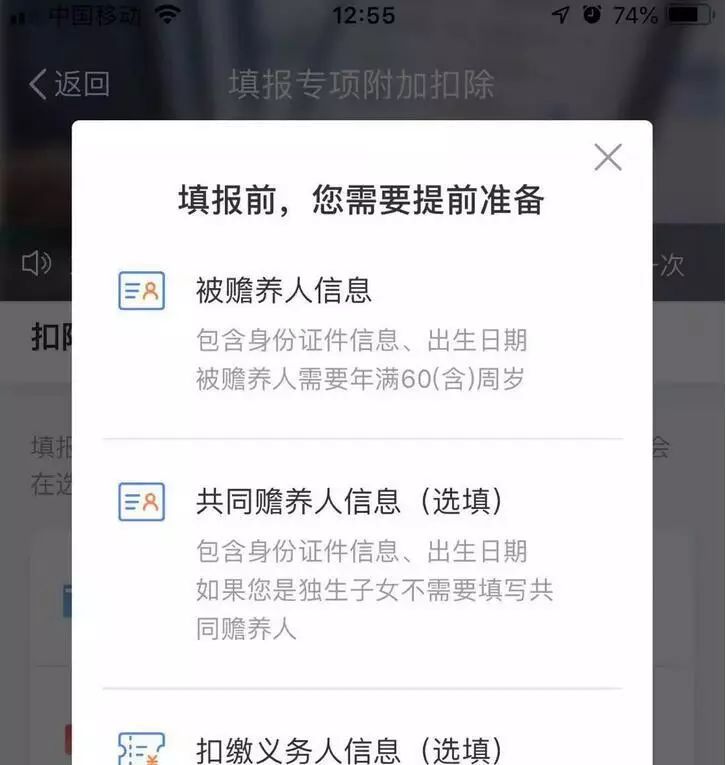 中国移动 12:55 74%
返回 填报专项附加扣除
填报前，您需要提前准备
次
被赡养人信息
包含身份证件信息、出生日期
扣除
被赡养人需要年满60(含)周岁
填报 会
在选
共同赡养人信息（选填）
包含身份证件信息、出生日期
如果您是独生子女不需要填写共
同赡养人
扣缴义务人信息（选填）